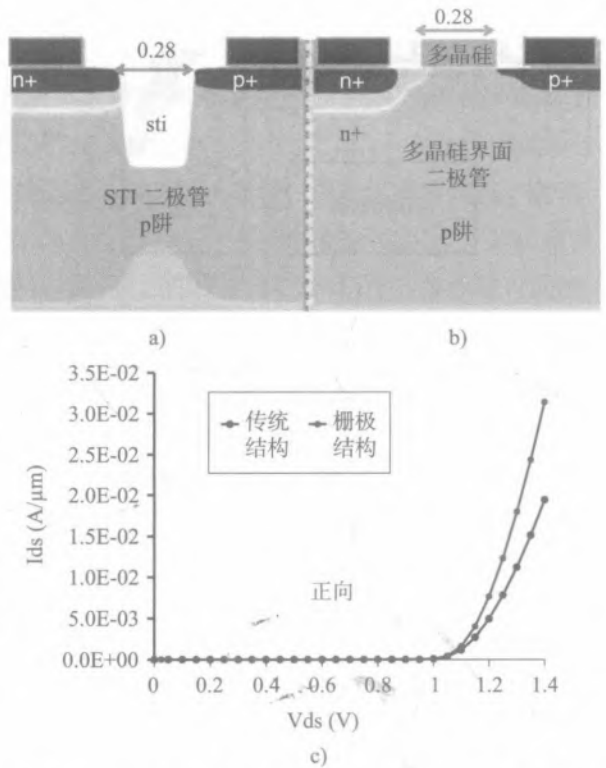 0.28
n+
p+
sti
STI 二极管
p阱
a)
0.28
多晶硅
n+
p+
n+
多晶硅界面
二极管
p阱
b)
3.5E-02
3.0E-02
2.5E-02
2.0E-02
1.5E-02
1.0E-02
5.0E-03
0.0E+00
Ids (A/μm)
传统
结构
栅极
结构
正向
0 0.2 0.4 0.6 0.8 1 1.2 1.4
Vds (V)
c)